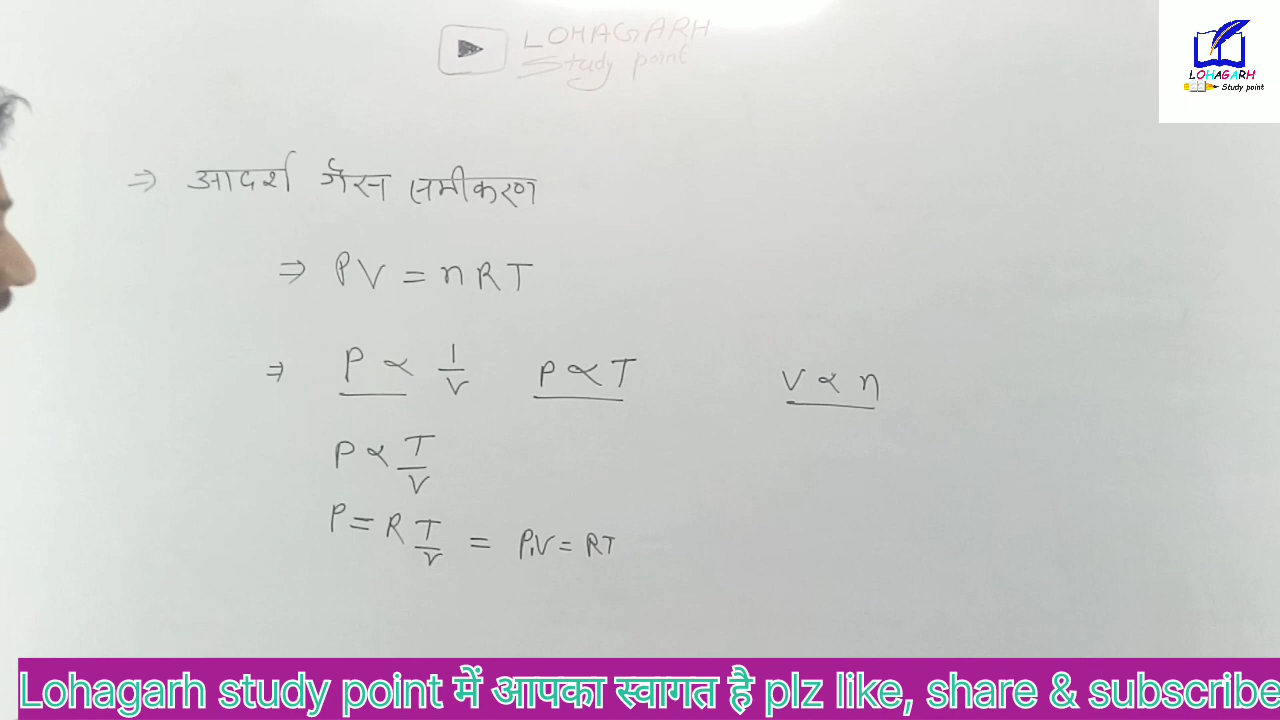 LOHAGARH
Study point
LOHAGARH
Study point
⇒ आदर्श गैस समीकरण
⇒ PV = nRT
⇒ P ∝ 1/V P ∝ T V ∝ n
P ∝ T/V
P = R T/V = P.V = RT
Lohagarh study point में आपका स्वागत है plz like, share & subscribe